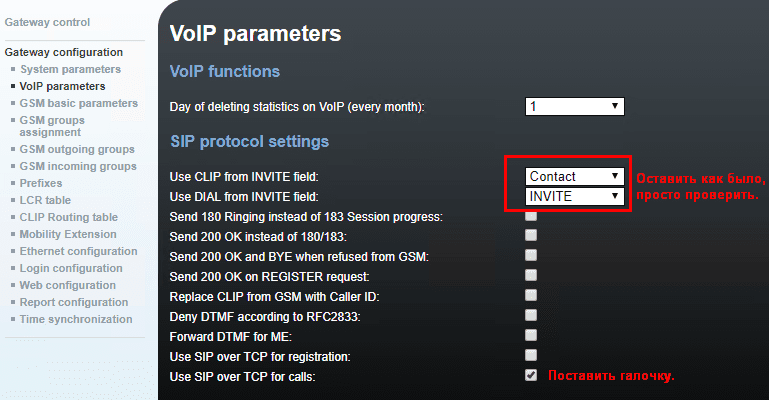 Gateway control
Gateway configuration
System parameters
VoIP parameters
GSM basic parameters
GSM groups
assignment
GSM outgoing groups
GSM incoming groups
Prefixes
LCR table
CLIP Routing table
Mobility Extension
Ethernet configuration
Login configuration
Web configuration
Report configuration
Time synchronization
VoIP parameters
VoIP functions
Day of deleting statistics on VoIP (every month): 1
SIP protocol settings
Use CLIP from INVITE field: Contact
Use DIAL from INVITE field: INVITE
Оставить как было,
просто проверить.
Send 180 Ringing instead of 183 Session progress:
Send 200 OK instead of 180/183:
Send 200 OK and BYE when refused from GSM:
Send 200 OK on REGISTER request:
Replace CLIP from GSM with Caller ID:
Deny DTMF according to RFC2833:
Forward DTMF for ME:
Use SIP over TCP for registration:
Use SIP over TCP for calls: Поставить галочку.